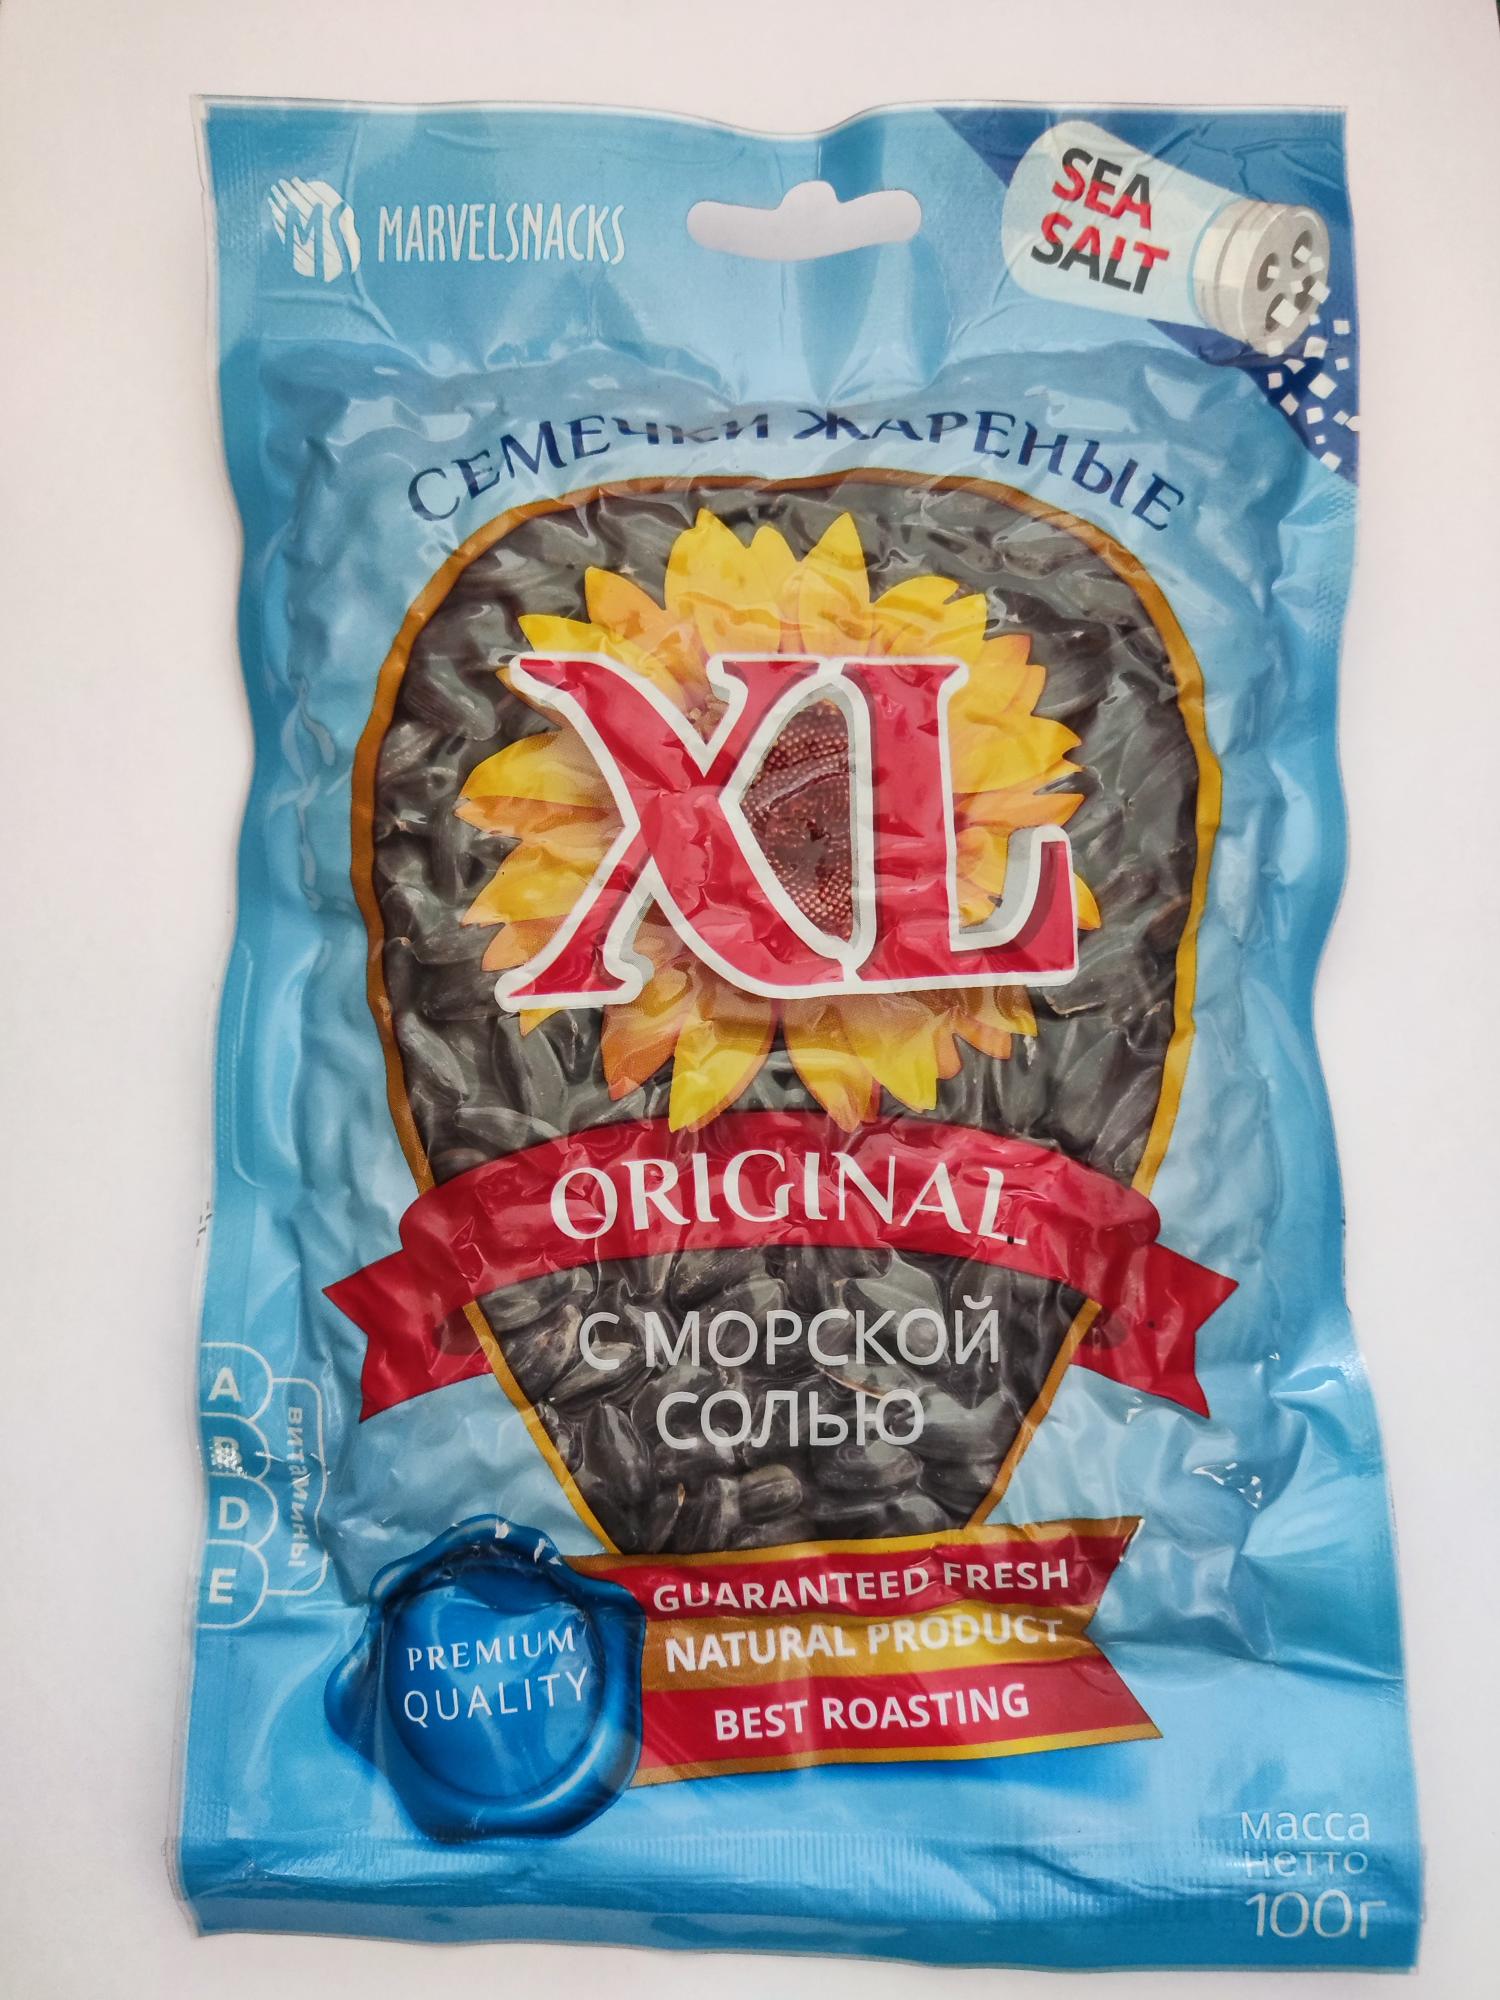 MARVELSNACKS
SEA
SALT
СЕМЕЧКИ ЖАРЕНЫЕ
XL
ORIGINAL
С МОРСКОЙ
СОЛЬЮ
A
D
E
витамины
PREMIUM
QUALITY
GUARANTEED FRESH
NATURAL PRODUCT
BEST ROASTING
масса
нетто
100г